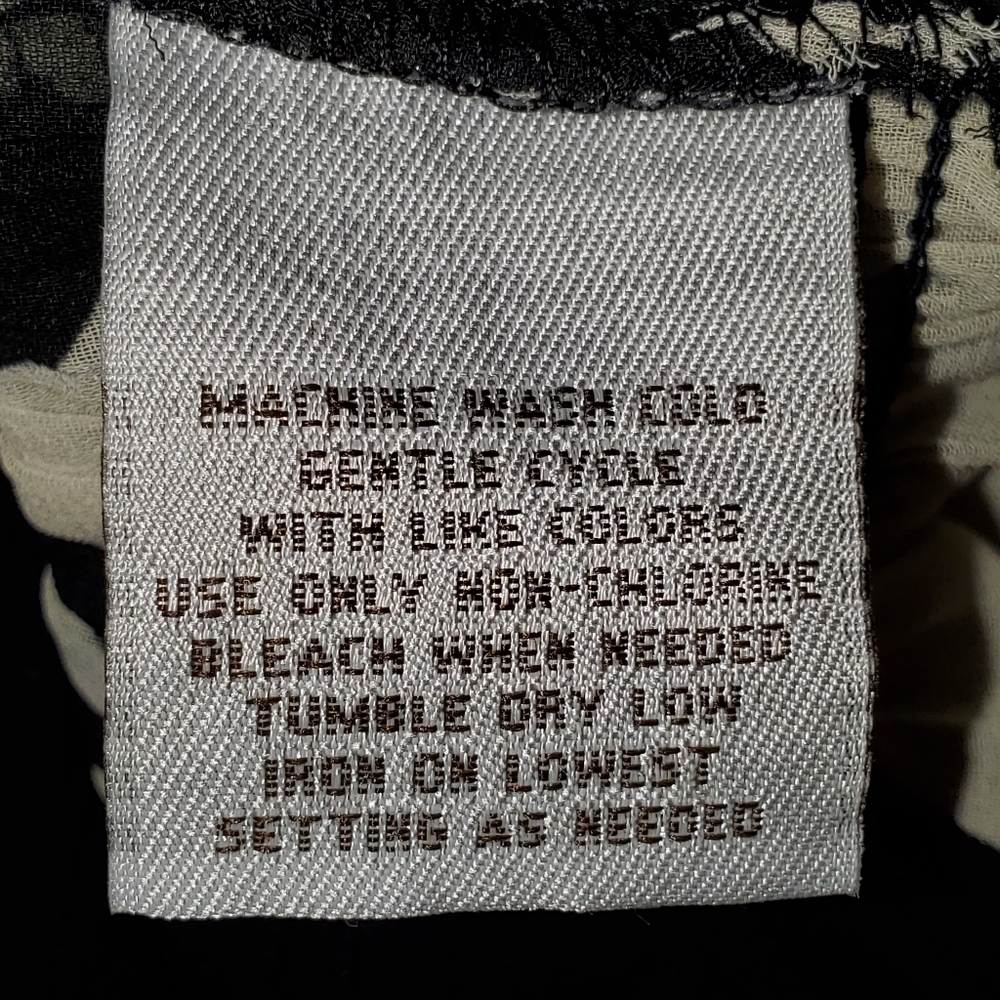 MACHINE WASH COLD
GENTLE CYCLE
WITH LIKE COLORS
USE ONLY NON-CHLORINE
BLEACH WHEN NEEDED
TUMBLE DRY LOW
IRON ON LOWEST
SETTING AS NEEDED